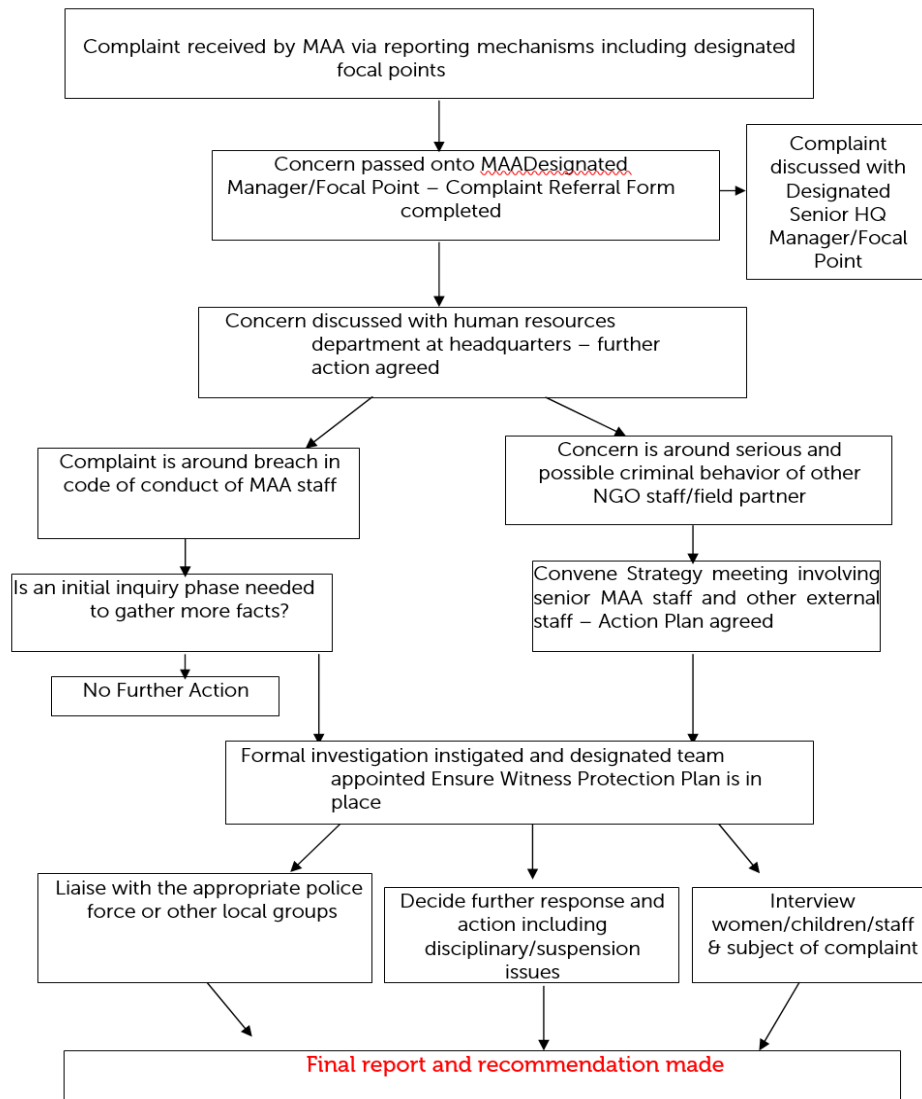 Complaint received by MAA via reporting mechanisms including designated
focal points
Concern passed onto MAADesignated
Manager/Focal Point – Complaint Referral Form
completed
Complaint
discussed with
Designated
Senior HQ
Manager/Focal
Point
Concern discussed with human resources
department at headquarters – further
action agreed
Complaint is around breach in
code of conduct of MAA staff
Concern is around serious and
possible criminal behavior of other
NGO staff/field partner
Is an initial inquiry phase needed
to gather more facts?
Convene Strategy meeting involving
senior MAA staff and other external
staff – Action Plan agreed
No Further Action
Formal investigation instigated and designated team
appointed Ensure Witness Protection Plan is in
place
Liaise with the appropriate police
force or other local groups
Decide further response and
action including
disciplinary/suspension
issues
Interview
women/children/staff
& subject of complaint
Final report and recommendation made